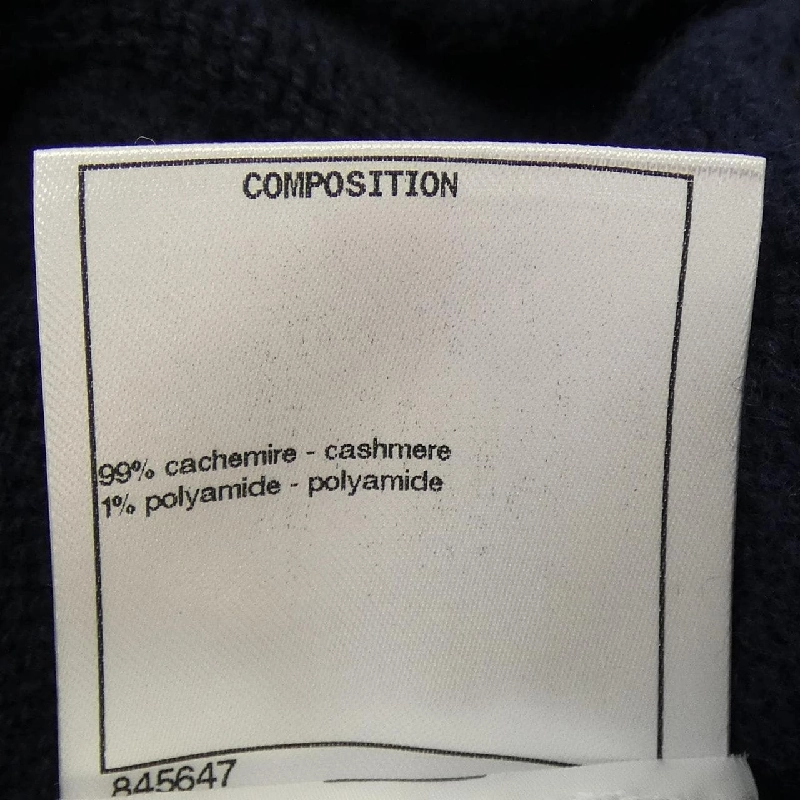 COMPOSITION
99% cachemire - cashmere
1% polyamide - polyamide
845647